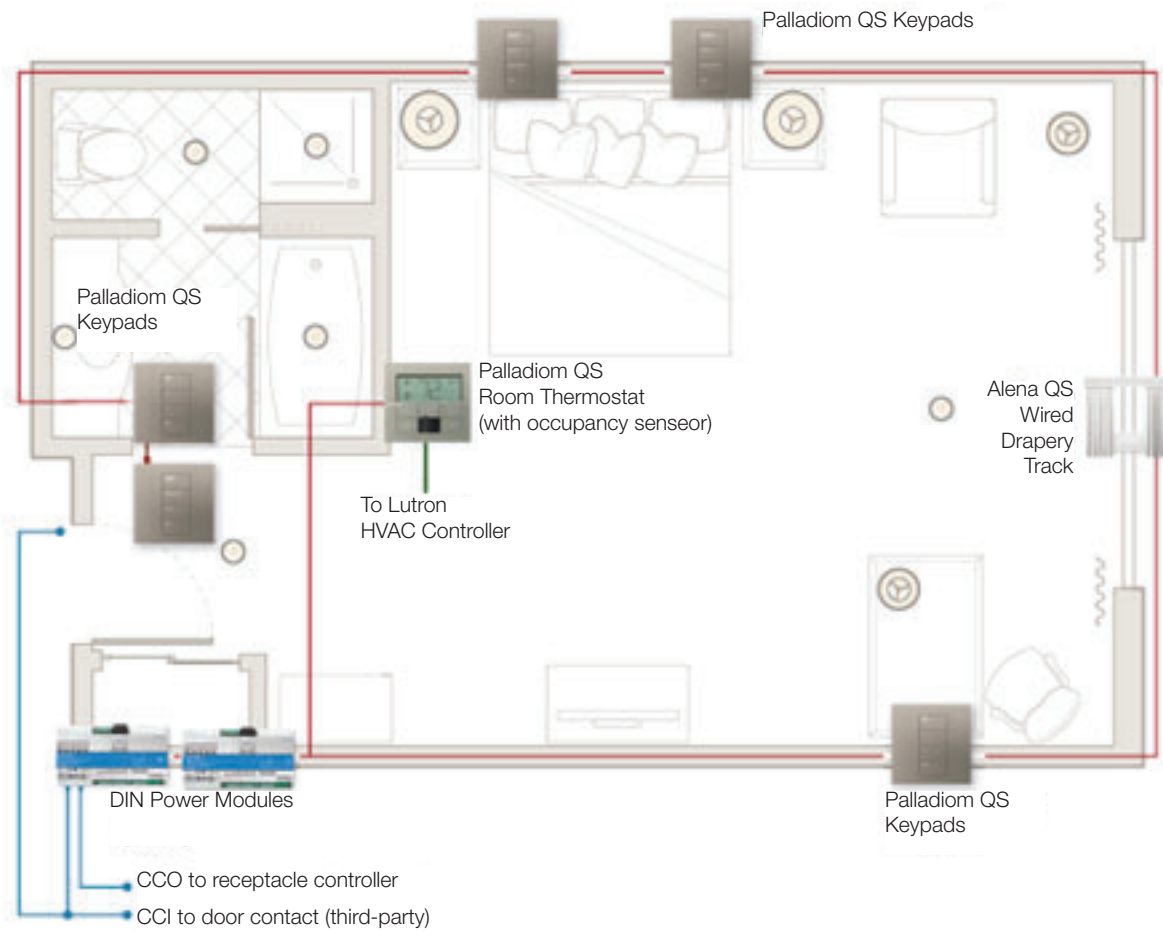 Palladiom QS Keypads
Palladiom QS
Keypads
Palladiom QS
Room Thermostat
(with occupancy senseor)
Alena QS
Wired
Drapery
Track
To Lutron
HVAC Controller
DIN Power Modules
Palladiom QS
Keypads
CCO to receptacle controller
CCI to door contact (third-party)